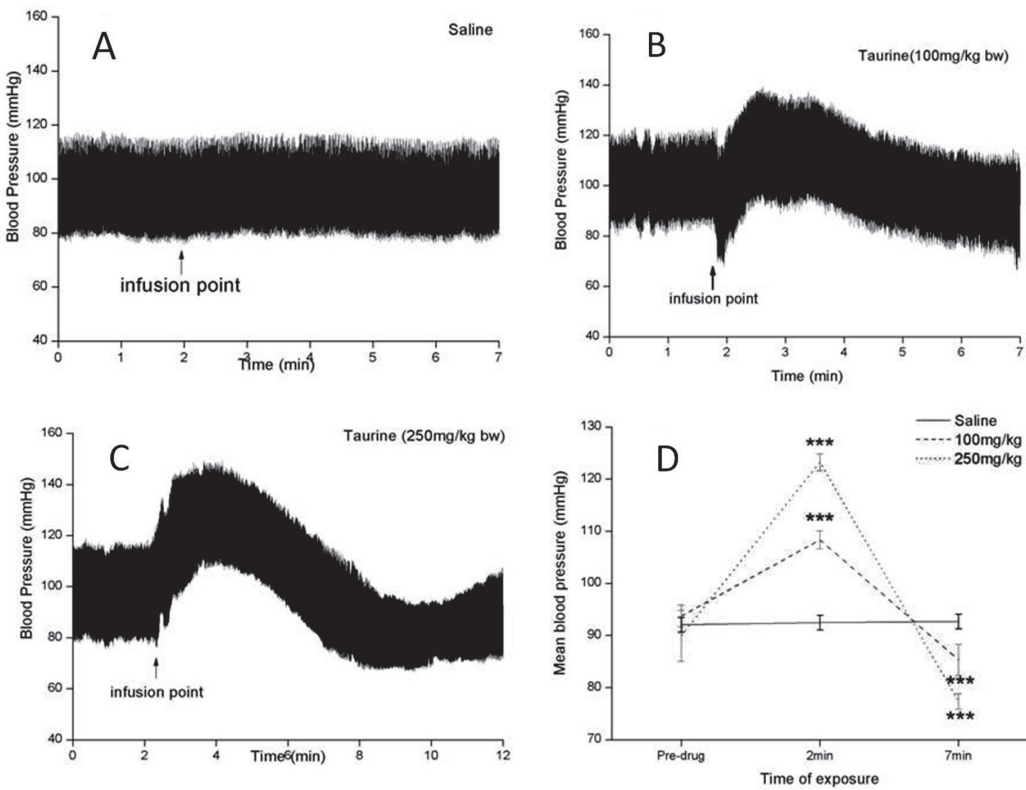 A
Saline
Blood Pressure (mmHg)
160
140
120
100
80
60
40
infusion point
0 1 2 3 4 5 6 7
Time (min)
B
Taurine(100mg/kg bw)
Blood Pressure (mmHg)
160
140
120
100
80
60
40
infusion point
0 1 2 3 4 5 6 7
Time (min)
C
Taurine (250mg/kg bw)
Blood Pressure (mmHg)
160
140
120
100
80
60
40
infusion point
0 2 4 6 8 10 12
Time (min)
D
Saline
100mg/kg
250mg/kg
Mean blood pressure (mmHg)
130
120
110
100
90
80
70
***
***
***
***
Pre-drug 2min 7min
Time of exposure